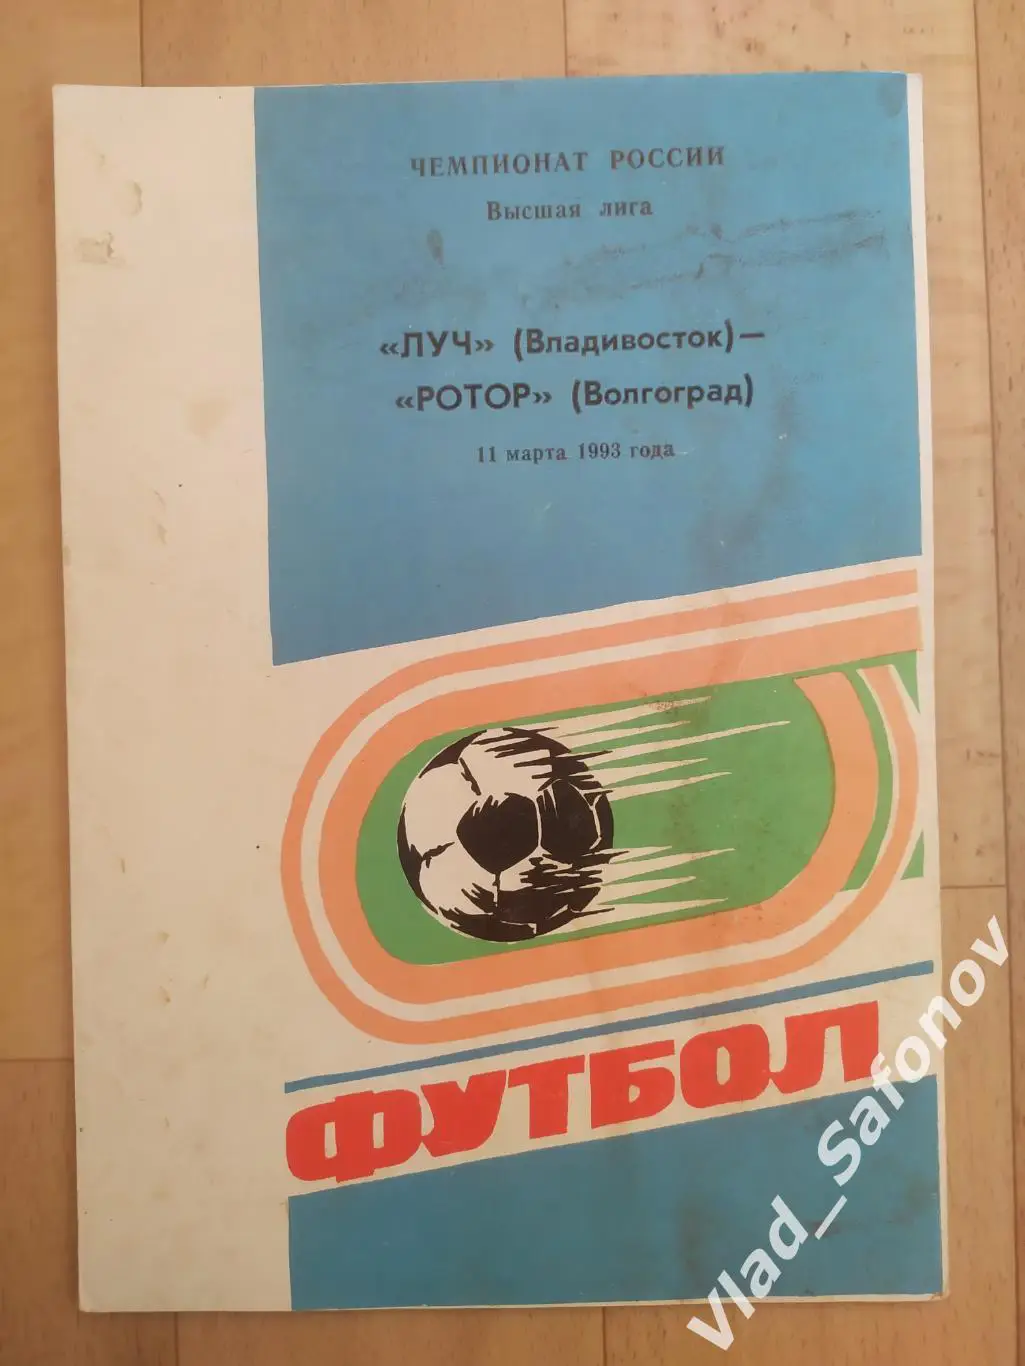 ЧЕМПИОНАТ РОССИИ
Высшая лига
«ЛУЧ» (Владивосток) —
«РОТОР» (Волгоград)
11 марта 1993 года
ФУТБОЛ
Vlad_Safonov